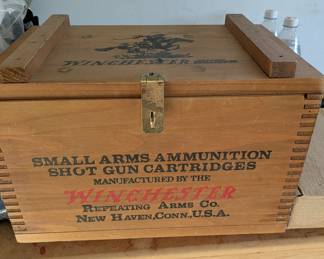 WINCHESTER
SMALL ARMS AMMUNITION
SHOT GUN CARTRIDGES
MANUFACTURED BY THE
WINCHESTER
REPEATING ARMS CO.
NEW HAVEN, CONN., U.S.A.